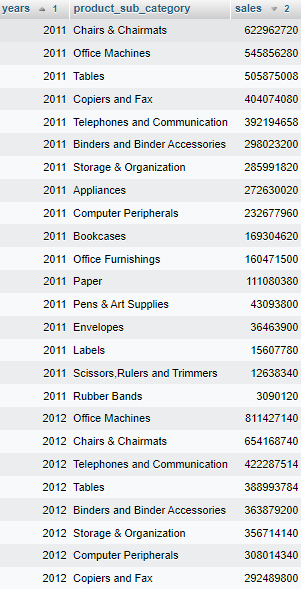 years 1 product_sub_category sales 2
2011 Chairs & Chairmats 622962720
2011 Office Machines 545856280
2011 Tables 505875008
2011 Copiers and Fax 404074080
2011 Telephones and Communication 392194658
2011 Binders and Binder Accessories 298023200
2011 Storage & Organization 285991820
2011 Appliances 272630020
2011 Computer Peripherals 232677960
2011 Bookcases 169304620
2011 Office Furnishings 160471500
2011 Paper 111080380
2011 Pens & Art Supplies 43093800
2011 Envelopes 36463900
2011 Labels 15607780
2011 Scissors,Rulers and Trimmers 12638340
2011 Rubber Bands 3090120
2012 Office Machines 811427140
2012 Chairs & Chairmats 654168740
2012 Telephones and Communication 422287514
2012 Tables 388993784
2012 Binders and Binder Accessories 363879200
2012 Storage & Organization 356714140
2012 Computer Peripherals 308014340
2012 Copiers and Fax 292489800